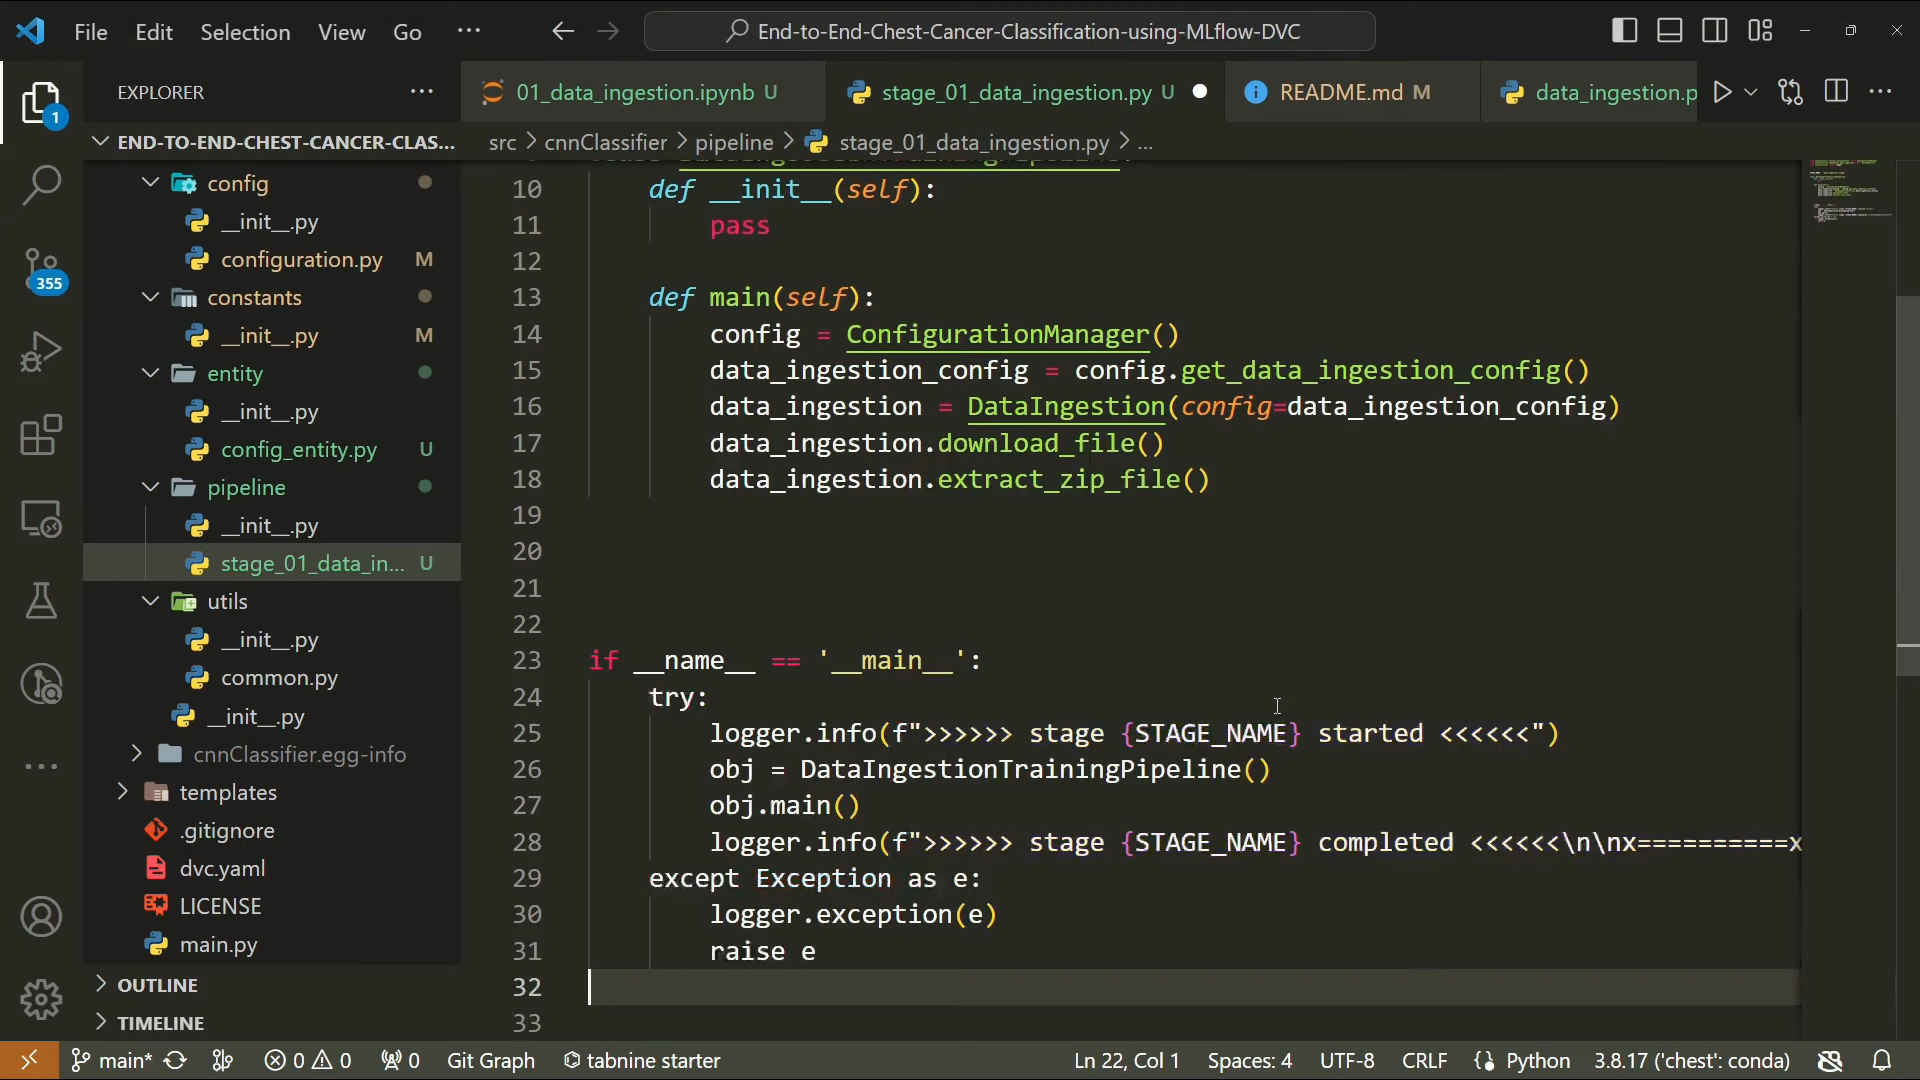 File Edit Selection View Go ··· End-to-End-Chest-Cancer-Classification-using-MLflow-DVC
EXPLORER ···
01_data_ingestion.ipynb U stage_01_data_ingestion.py U README.md M data_ingestion.p
END-TO-END-CHEST-CANCER-CLAS...
src > cnnClassifier > pipeline > stage_01_data_ingestion.py > ...
config
__init__.py
configuration.py M
constants
__init__.py M
entity
__init__.py
config_entity.py U
pipeline
__init__.py
stage_01_data_in... U
utils
__init__.py
common.py
__init__.py
cnnClassifier.egg-info
templates
.gitignore
dvc.yaml
LICENSE
main.py
OUTLINE
TIMELINE
1
355
10 def __init__(self):
11 pass
12
13 def main(self):
14 config = ConfigurationManager()
15 data_ingestion_config = config.get_data_ingestion_config()
16 data_ingestion = DataIngestion(config=data_ingestion_config)
17 data_ingestion.download_file()
18 data_ingestion.extract_zip_file()
19
20
21
22
23 if __name__ == '__main__':
24 try:
25 logger.info(f">>>>>> stage {STAGE_NAME} started <<<<<<")
26 obj = DataIngestionTrainingPipeline()
27 obj.main()
28 logger.info(f">>>>>> stage {STAGE_NAME} completed <<<<<<\n\nx==========x
29 except Exception as e:
30 logger.exception(e)
31 raise e
32
33
main* 0 0 0 Git Graph tabnine starter Ln 22, Col 1 Spaces: 4 UTF-8 CRLF Python 3.8.17 ('chest': conda)